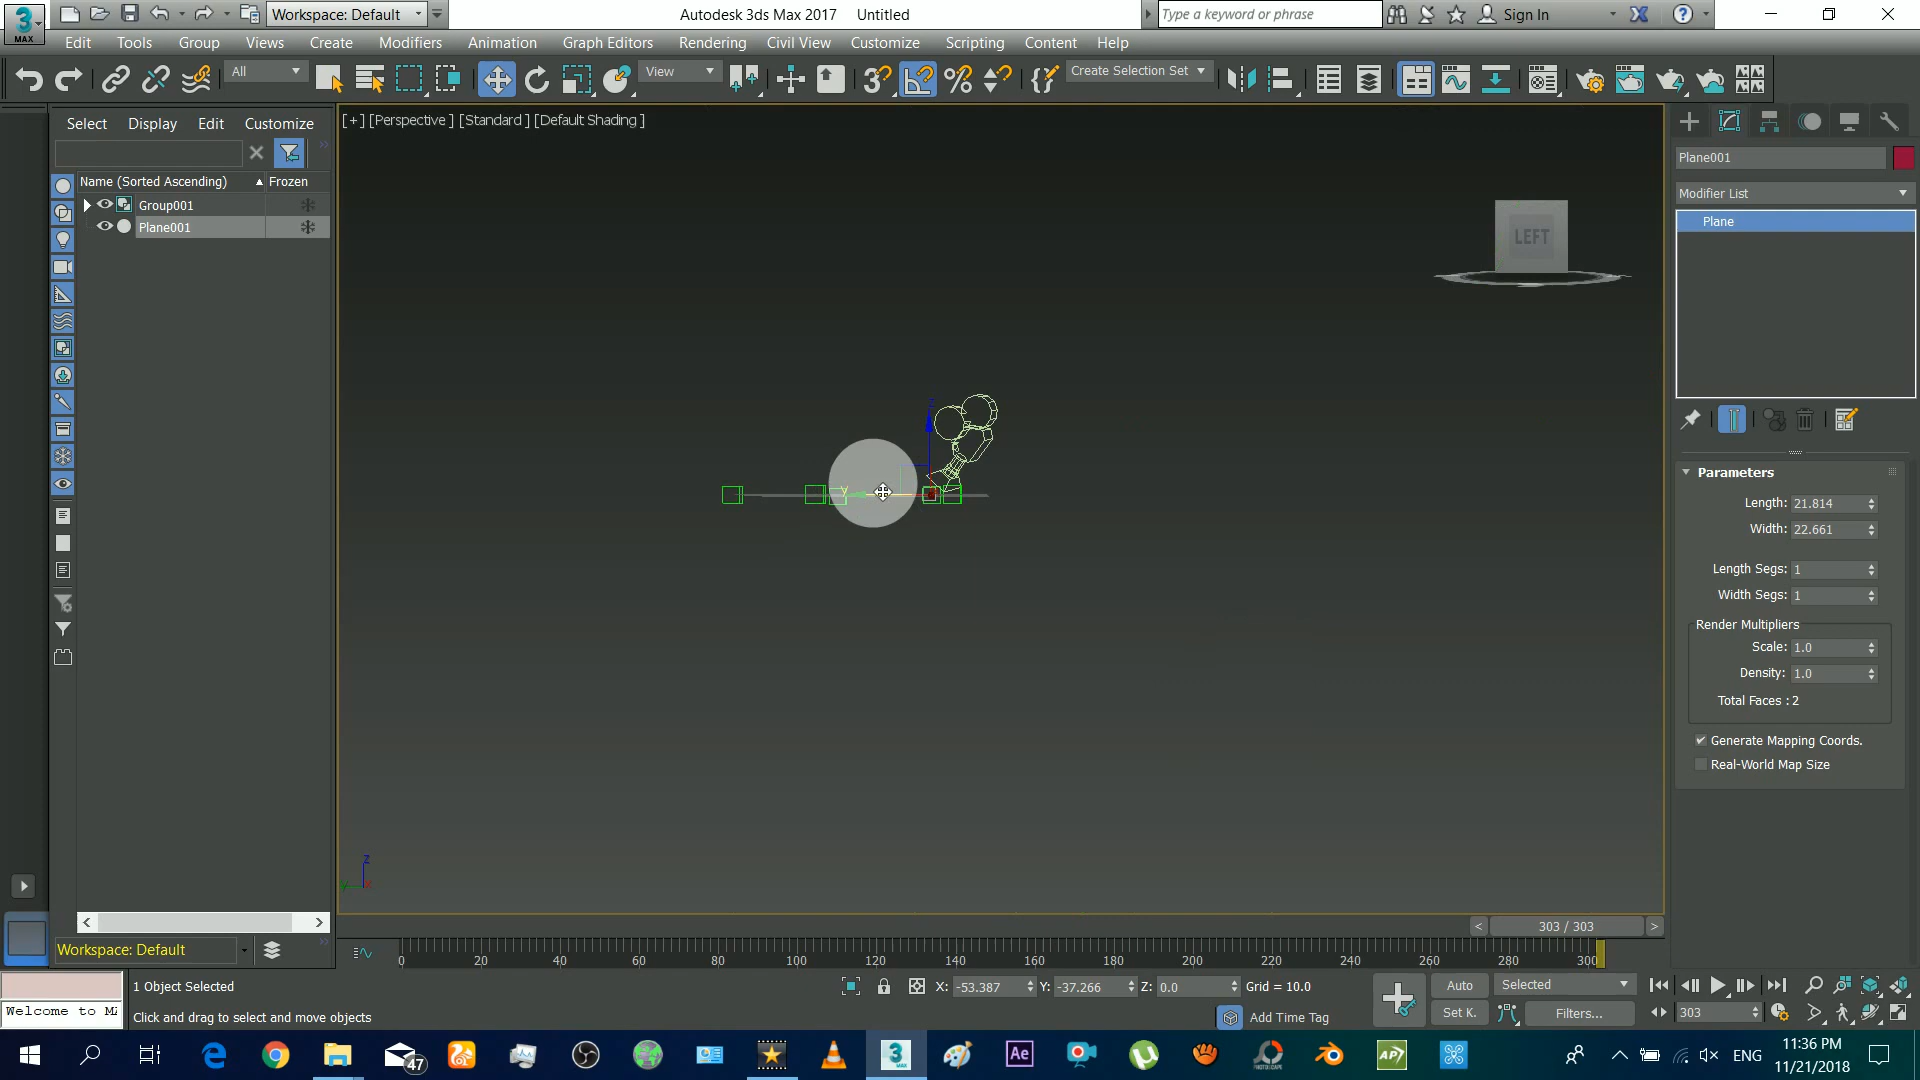 Workspace: Default
Autodesk 3ds Max 2017 Untitled
Type a keyword or phrase
Sign In
3
MAX
Edit Tools Group Views Create Modifiers Animation Graph Editors Rendering Civil View Customize Scripting Content Help
All
View
Create Selection Set
Select Display Edit Customize
[+] [Perspective ] [Standard ] [Default Shading ]
Plane001
Name (Sorted Ascending) Frozen
Modifier List
Group001
Plane001
Plane
LEFT
z
y
Parameters
Length: 21.814
Width: 22.661
Length Segs: 1
Width Segs: 1
Render Multipliers
Scale: 1.0
Density: 1.0
Total Faces : 2
Generate Mapping Coords.
Real-World Map Size
z
y x
303 / 303
Workspace: Default
0 20 40 60 80 100 120 140 160 180 200 220 240 260 280 300
1 Object Selected
X: -53.387 Y: -37.266 Z: 0.0 Grid = 10.0
Auto
Selected
Welcome to MA
Click and drag to select and move objects
Add Time Tag
Set K.
Filters...
303
47
3
MAX
Ae
AP
ENG
11:36 PM
11/21/2018